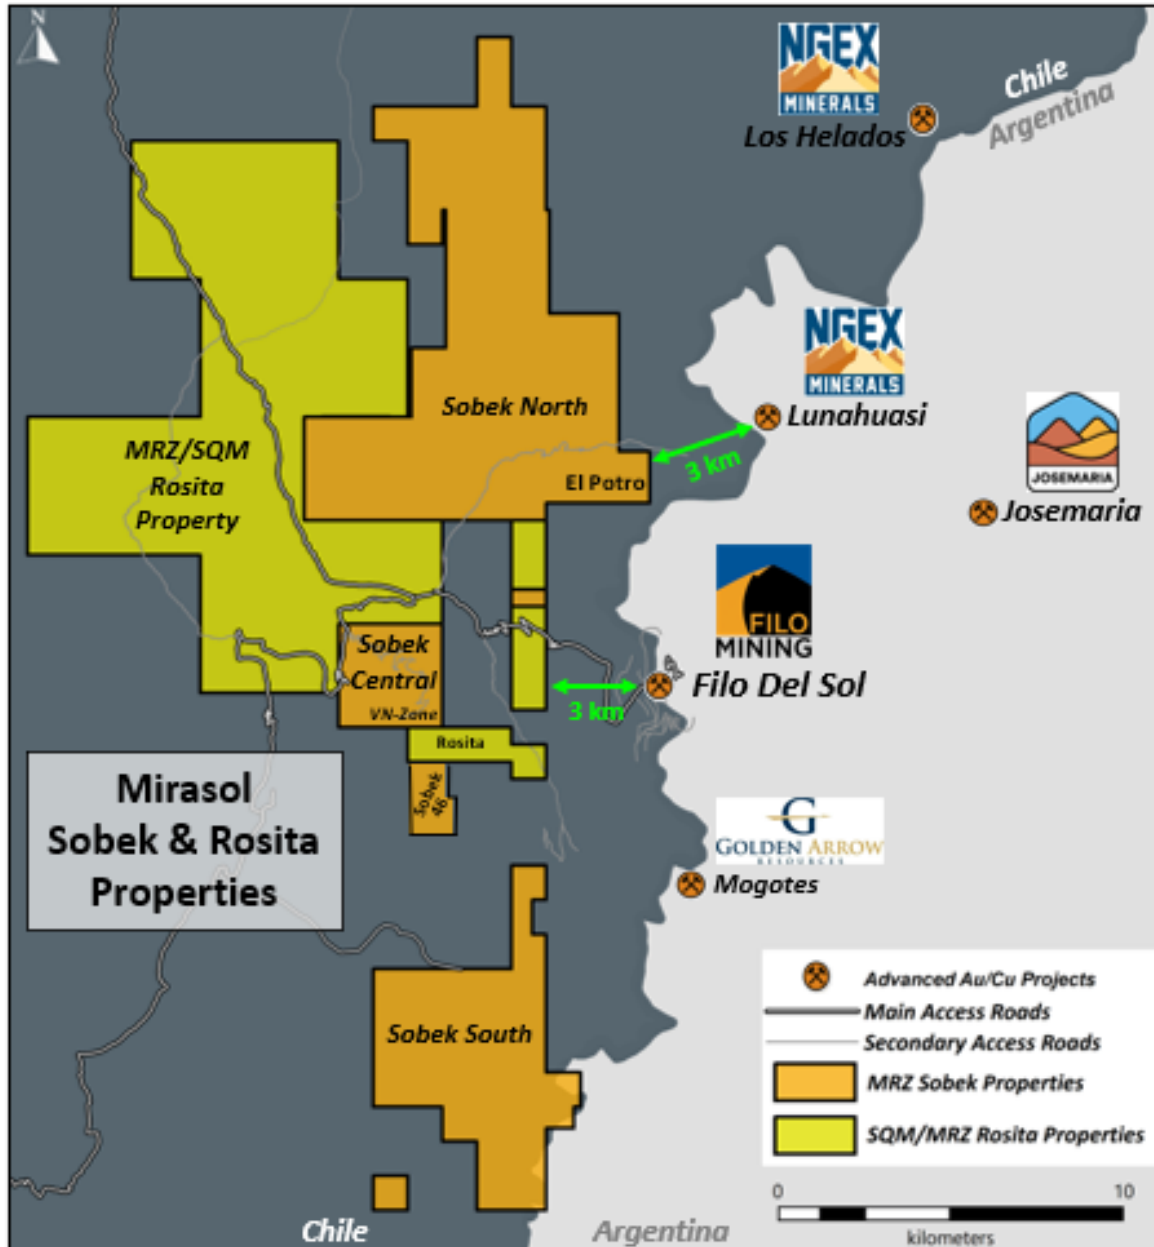 N
NGEX
MINERALS
Los Helados
Chile
Argentina
NGEX
MINERALS
Lunahuasi
JOSEMARIA
Josemaria
Sobek North
El Potro
3 km
MRZ/SQM
Rosita
Property
FILO
MINING
Filo Del Sol
3 km
Sobek
Central
VN-Zone
Rosita
Sobek
46
Mirasol
Sobek & Rosita
Properties
G
GOLDEN ARROW
RESOURCES
Mogotes
Sobek South
Advanced Au/Cu Projects
Main Access Roads
Secondary Access Roads
MRZ Sobek Properties
SQM/MRZ Rosita Properties
0 10
kilometers
Chile
Argentina